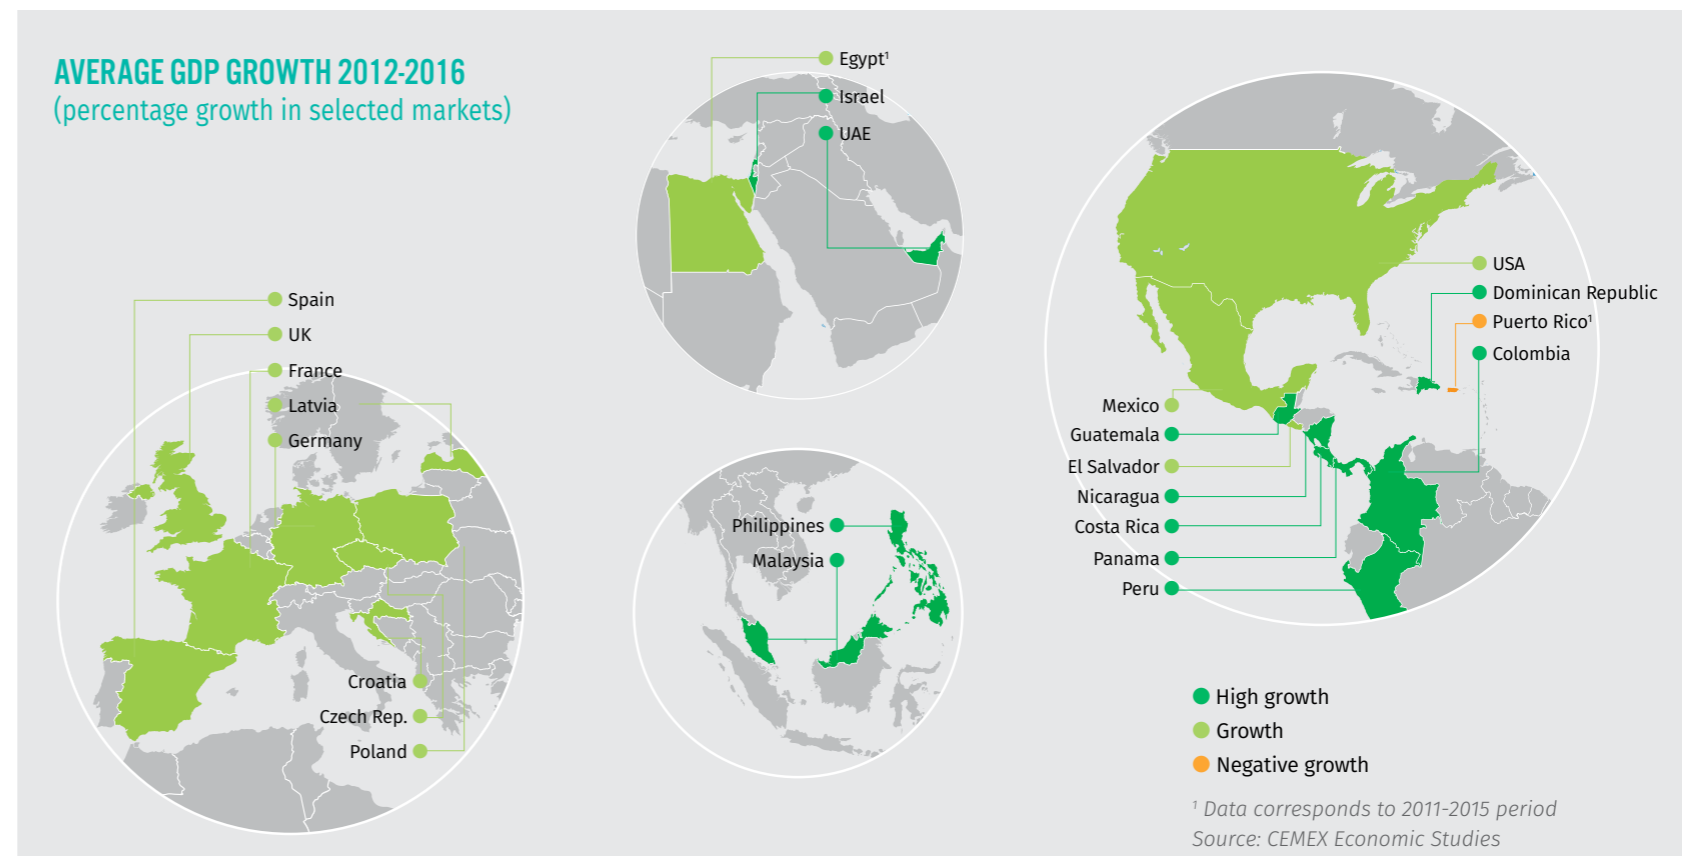 AVERAGE GDP GROWTH 2012-2016
(percentage growth in selected markets)
Spain
UK
France
Latvia
Germany
Croatia
Czech Rep.
Poland
Egypt¹
Israel
UAE
Philippines
Malaysia
USA
Dominican Republic
Puerto Rico¹
Colombia
Mexico
Guatemala
El Salvador
Nicaragua
Costa Rica
Panama
Peru
High growth
Growth
Negative growth
¹ Data corresponds to 2011-2015 period
Source: CEMEX Economic Studies